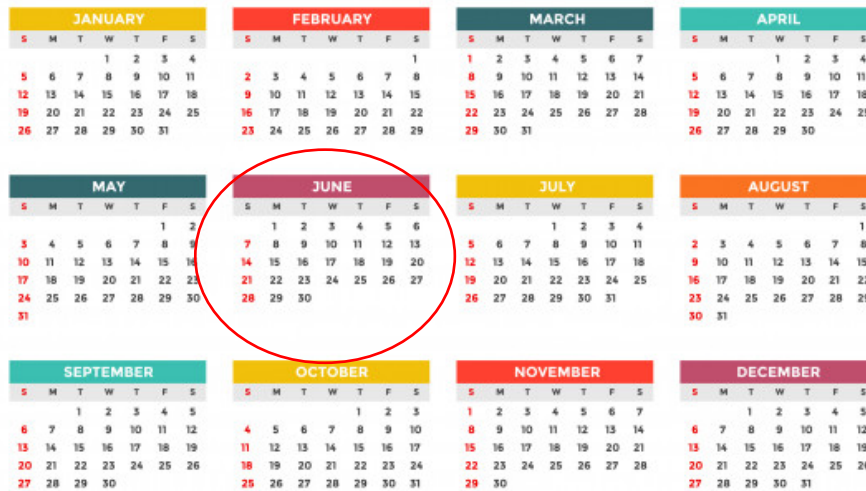 JANUARY
S M T W T F S
1 2 3 4
5 6 7 8 9 10 11
12 13 14 15 16 17 18
19 20 21 22 23 24 25
26 27 28 29 30 31
FEBRUARY
S M T W T F S
1
2 3 4 5 6 7 8
9 10 11 12 13 14 15
16 17 18 19 20 21 22
23 24 25 26 27 28 29
MARCH
S M T W T F S
1 2 3 4 5 6 7
8 9 10 11 12 13 14
15 16 17 18 19 20 21
22 23 24 25 26 27 28
29 30 31
APRIL
S M T W T F S
1 2 3 4
5 6 7 8 9 10 11
12 13 14 15 16 17 18
19 20 21 22 23 24 25
26 27 28 29 30
MAY
S M T W T F S
1 2
3 4 5 6 7 8 9
10 11 12 13 14 15 16
17 18 19 20 21 22 23
24 25 26 27 28 29 30
31
JUNE
S M T W T F S
1 2 3 4 5 6
7 8 9 10 11 12 13
14 15 16 17 18 19 20
21 22 23 24 25 26 27
28 29 30
JULY
S M T W T F S
1 2 3 4
5 6 7 8 9 10 11
12 13 14 15 16 17 18
19 20 21 22 23 24 25
26 27 28 29 30 31
AUGUST
S M T W T F S
1
2 3 4 5 6 7 8
9 10 11 12 13 14 15
16 17 18 19 20 21 22
23 24 25 26 27 28 29
30 31
SEPTEMBER
S M T W T F S
1 2 3 4 5
6 7 8 9 10 11 12
13 14 15 16 17 18 19
20 21 22 23 24 25 26
27 28 29 30
OCTOBER
S M T W T F S
1 2 3
4 5 6 7 8 9 10
11 12 13 14 15 16 17
18 19 20 21 22 23 24
25 26 27 28 29 30 31
NOVEMBER
S M T W T F S
1 2 3 4 5 6 7
8 9 10 11 12 13 14
15 16 17 18 19 20 21
22 23 24 25 26 27 28
29 30
DECEMBER
S M T W T F S
1 2 3 4 5
6 7 8 9 10 11 12
13 14 15 16 17 18 19
20 21 22 23 24 25 26
27 28 29 30 31